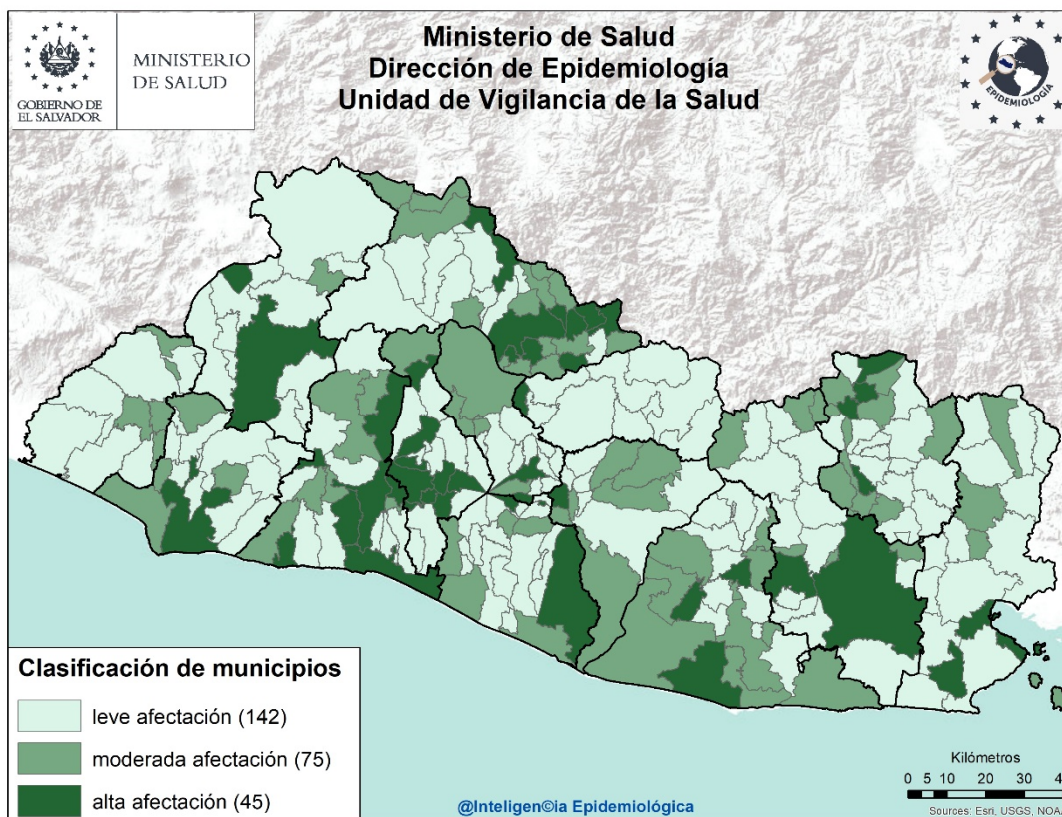 GOBIERNO DE
EL SALVADOR
MINISTERIO
DE SALUD
Ministerio de Salud
Dirección de Epidemiología
Unidad de Vigilancia de la Salud
EPIDEMIOLOGÍA
Clasificación de municipios
leve afectación (142)
moderada afectación (75)
alta afectación (45)
@Inteligen©ia Epidemiológica
Kilómetros
0 5 10 20 30
Sources: Esri, USGS, NOA